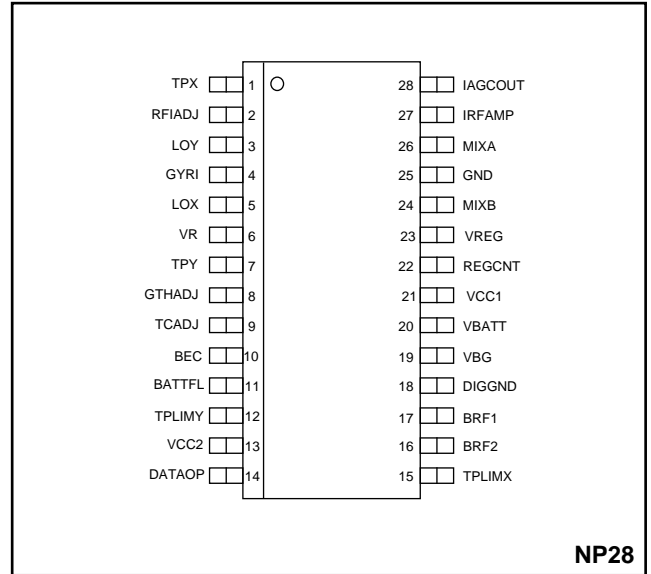 TPX 1 28 IAGCOUT
RFIADJ 2 27 IRFAMP
LOY 3 26 MIXA
GYRI 4 25 GND
LOX 5 24 MIXB
VR 6 23 VREG
TPY 7 22 REGCNT
GTHADJ 8 21 VCC1
TCADJ 9 20 VBATT
BEC 10 19 VBG
BATTFL 11 18 DIGGND
TPLIMY 12 17 BRF1
VCC2 13 16 BRF2
DATAOP 14 15 TPLIMX
NP28